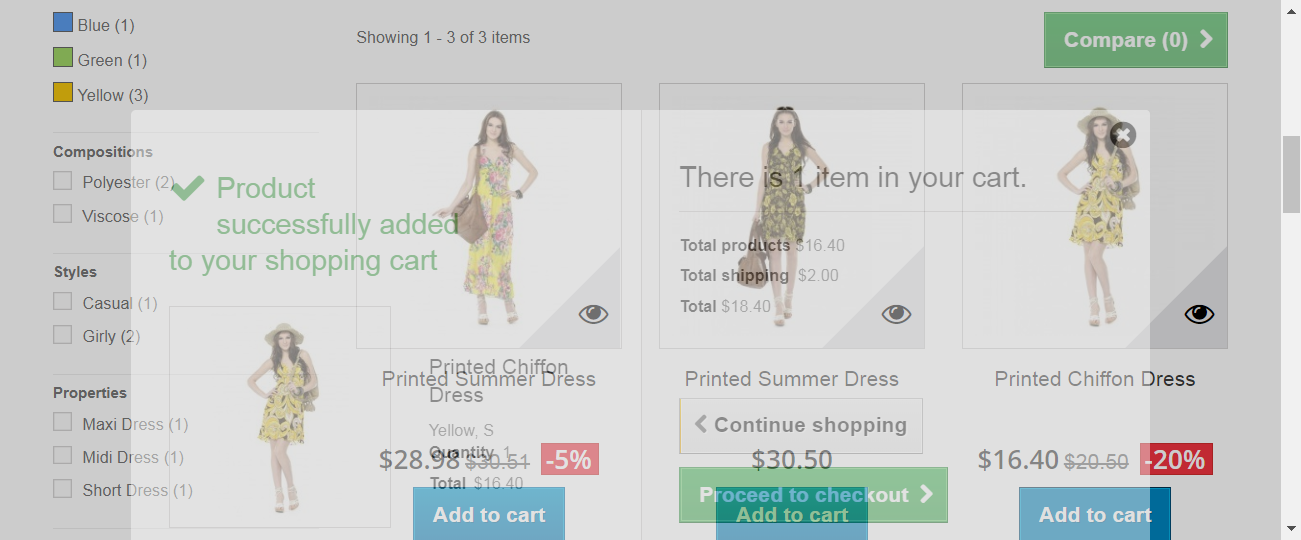 Blue (1)
Green (1)
Yellow (3)
Compositions
Polyester (2)
Viscose (1)
Styles
Casual (1)
Girly (2)
Properties
Maxi Dress (1)
Midi Dress (1)
Short Dress (1)
Showing 1 - 3 of 3 items
Compare (0)
Product
successfully added
to your shopping cart
Printed Chiffon
Dress
Yellow, S
Quantity 1
Total $16.40
There is 1 item in your cart.
Total products $16.40
Total shipping $2.00
Total $18.40
Continue shopping
Proceed to checkout
Printed Summer Dress
$28.98 $30.51 -5%
Add to cart
Printed Summer Dress
$30.50
Add to cart
Printed Chiffon Dress
$16.40 $20.50 -20%
Add to cart